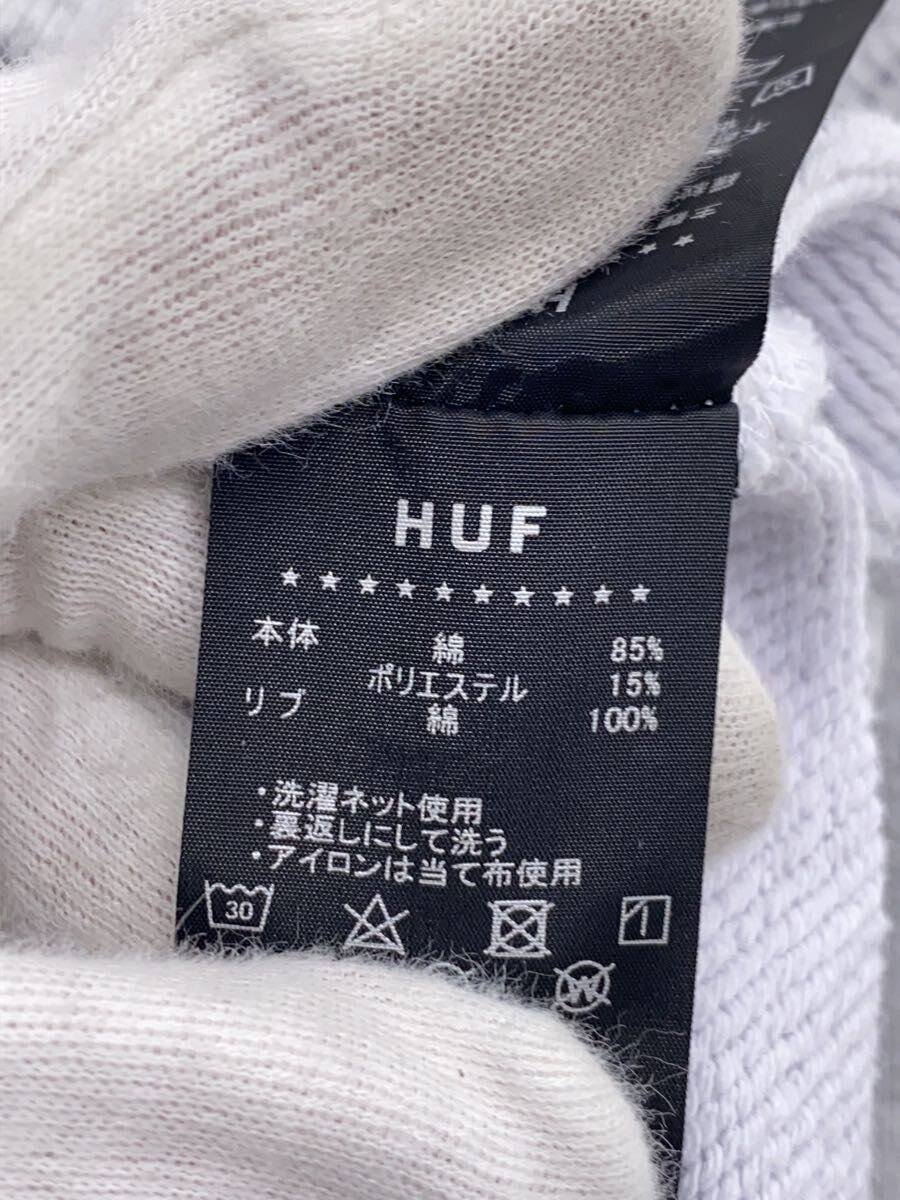 HUF
★★★★★★★★★★
本体 綿 85%
ポリエステル 15%
リブ 綿 100%
・洗濯ネット使用
・裏返しにして洗う
・アイロンは当て布使用
30